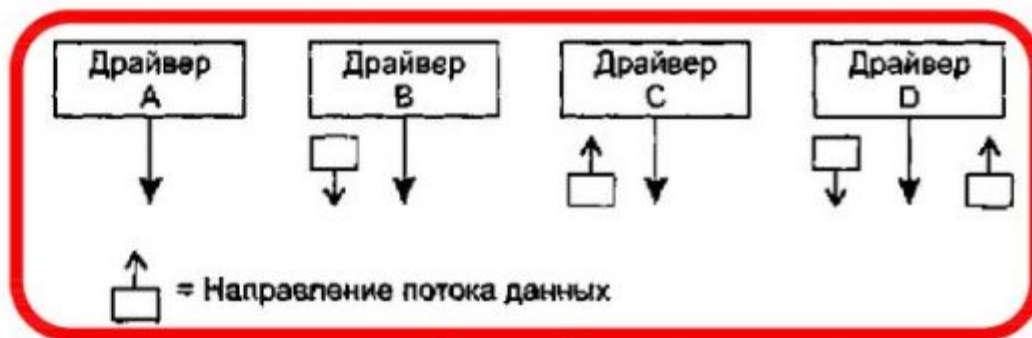 Драйвер
A
Драйвер
B
Драйвер
C
Драйвер
D
= Направление потока данных